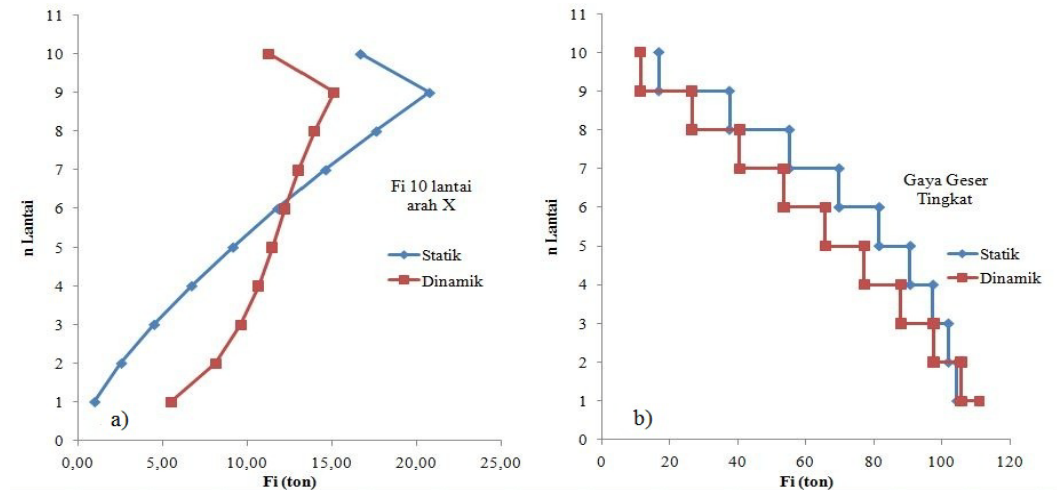 11
10
9
8
7
6
5
4
3
2
1
0
n Lantai
0,00 5,00 10,00 15,00 20,00 25,00
Fi (ton)
Fi 10 lantai
arah X
Statik
Dinamik
a)
11
10
9
8
7
6
5
4
3
2
1
0
n Lantai
0 20 40 60 80 100 120
Fi (ton)
Gaya Geser
Tingkat
Statik
Dinamik
b)